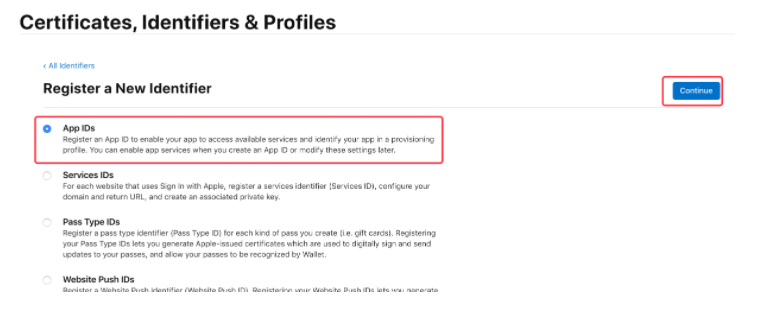 Certificates, Identifiers & Profiles
< All Identifiers
Register a New Identifier
Continue
App IDs
Register an App ID to enable your app to access available services and identify your app in a provisioning
profile. You can enable app services when you create an App ID or modify these settings later.
Services IDs
For each website that uses Sign In with Apple, register a services identifier (Services ID), configure your
domain and return URL, and create an associated private key.
Pass Type IDs
Register a pass type identifier (Pass Type ID) for each kind of pass you create (i.e. gift cards). Registering
your Pass Type IDs lets you generate Apple-issued certificates which are used to digitally sign and send
updates to your passes, and allow your passes to be recognized by Wallet.
Website Push IDs
Register a Website Push Identifier (Website Push ID). Registering your Website Push IDs lets you generate